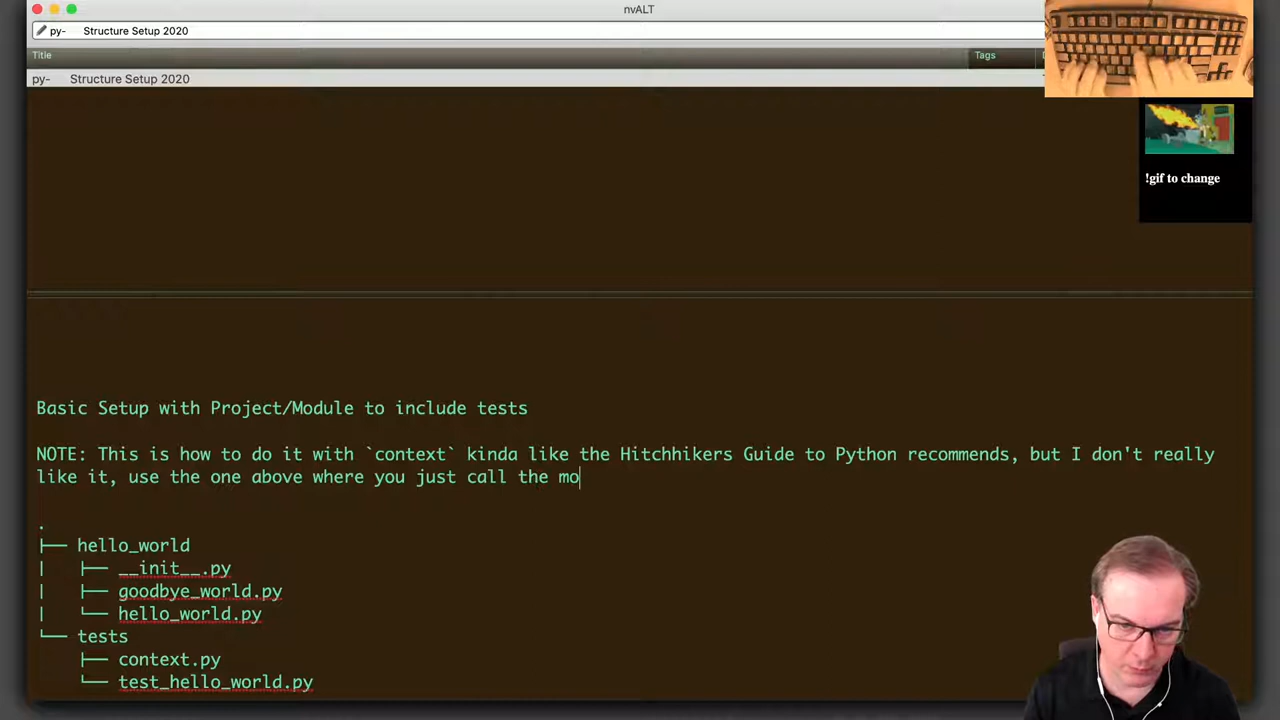 nvALT
py- Structure Setup 2020
Title
Tags
py- Structure Setup 2020
!gif to change
Basic Setup with Project/Module to include tests
NOTE: This is how to do it with `context` kinda like the Hitchhikers Guide to Python recommends, but I don't really
like it, use the one above where you just call the mo
.
├── hello_world
│   ├── __init__.py
│   ├── goodbye_world.py
│   └── hello_world.py
└── tests
    ├── context.py
    └── test_hello_world.py